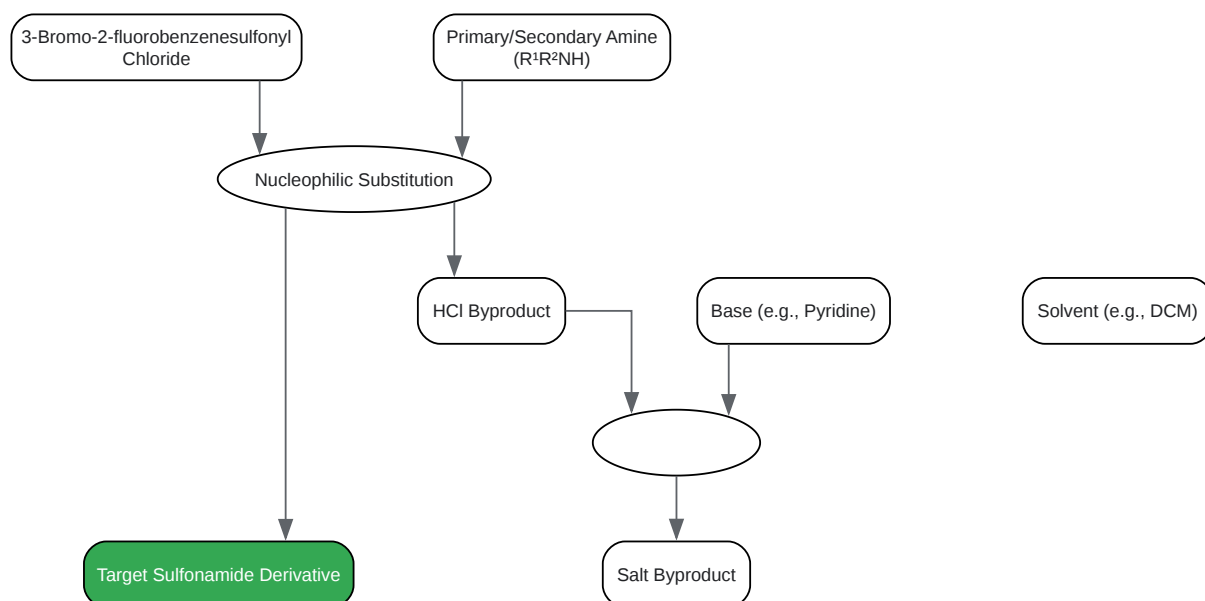 3-Bromo-2-fluorobenzenesulfonyl
Chloride
Primary/Secondary Amine
(R¹R²NH)
Nucleophilic Substitution
HCl Byproduct
Base (e.g., Pyridine)
Solvent (e.g., DCM)
Target Sulfonamide Derivative
Salt Byproduct